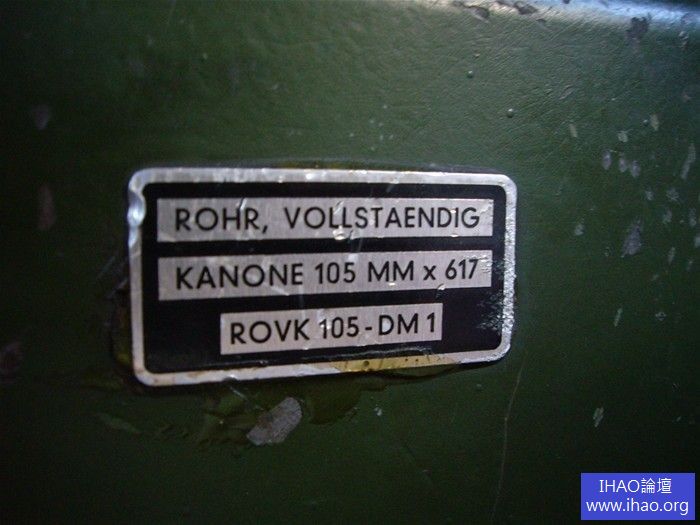 ROHR, VOLLSTAENDIG
KANONE 105 MM x 617
ROVK 105-DM 1
IHAO論壇
www.ihao.org